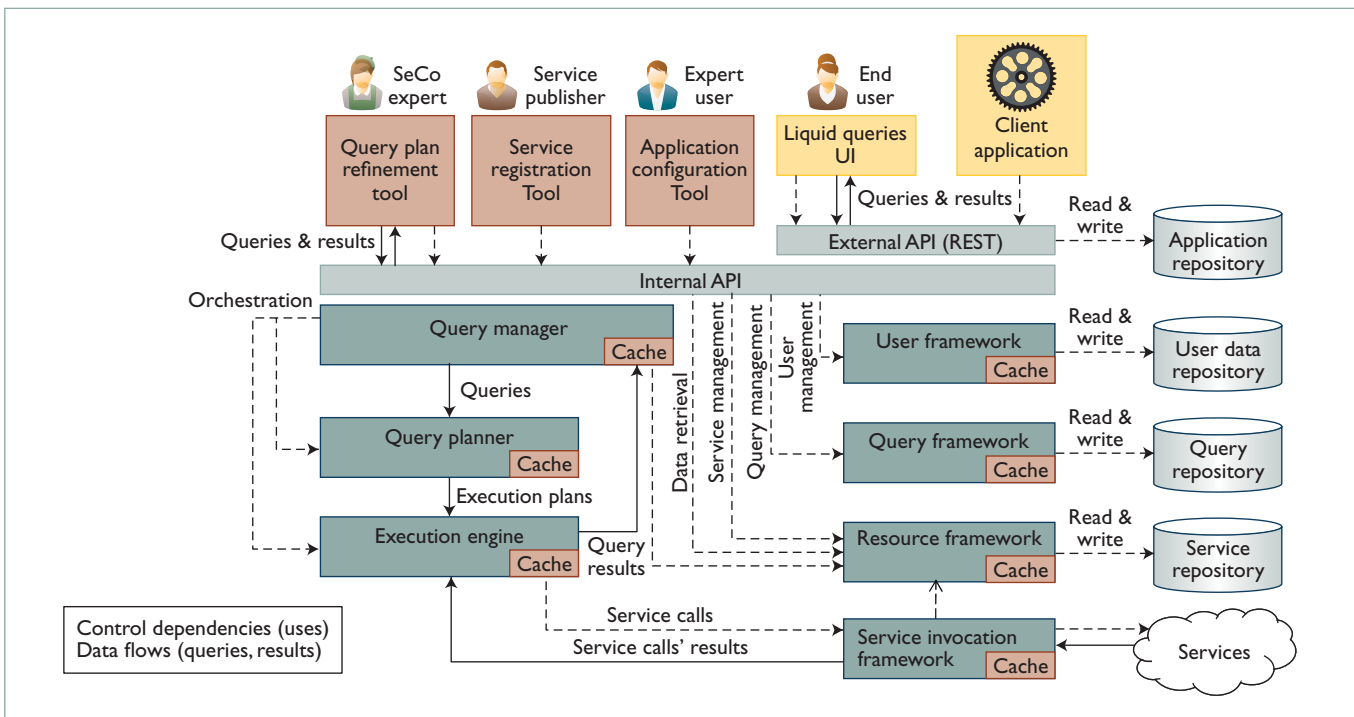 SeCo
expert
Service
publisher
Expert
user
End
user
Query plan
refinement
tool
Service
registration
Tool
Application
configuration
Tool
Liquid queries
UI
Client
application
Queries & results
Queries & results
External API (REST)
Read &
write
Application
repository
Internal API
Orchestration
Query manager
Cache
Data retrieval
Service management
Query management
User
management
User framework
Cache
Read &
write
User data
repository
Queries
Query planner
Cache
Query framework
Cache
Read &
write
Query
repository
Execution plans
Execution engine
Cache
Query
results
Resource framework
Cache
Read &
write
Service
repository
Service calls
Service calls’ results
Service invocation
framework
Cache
Services
Control dependencies (uses)
Data flows (queries, results)